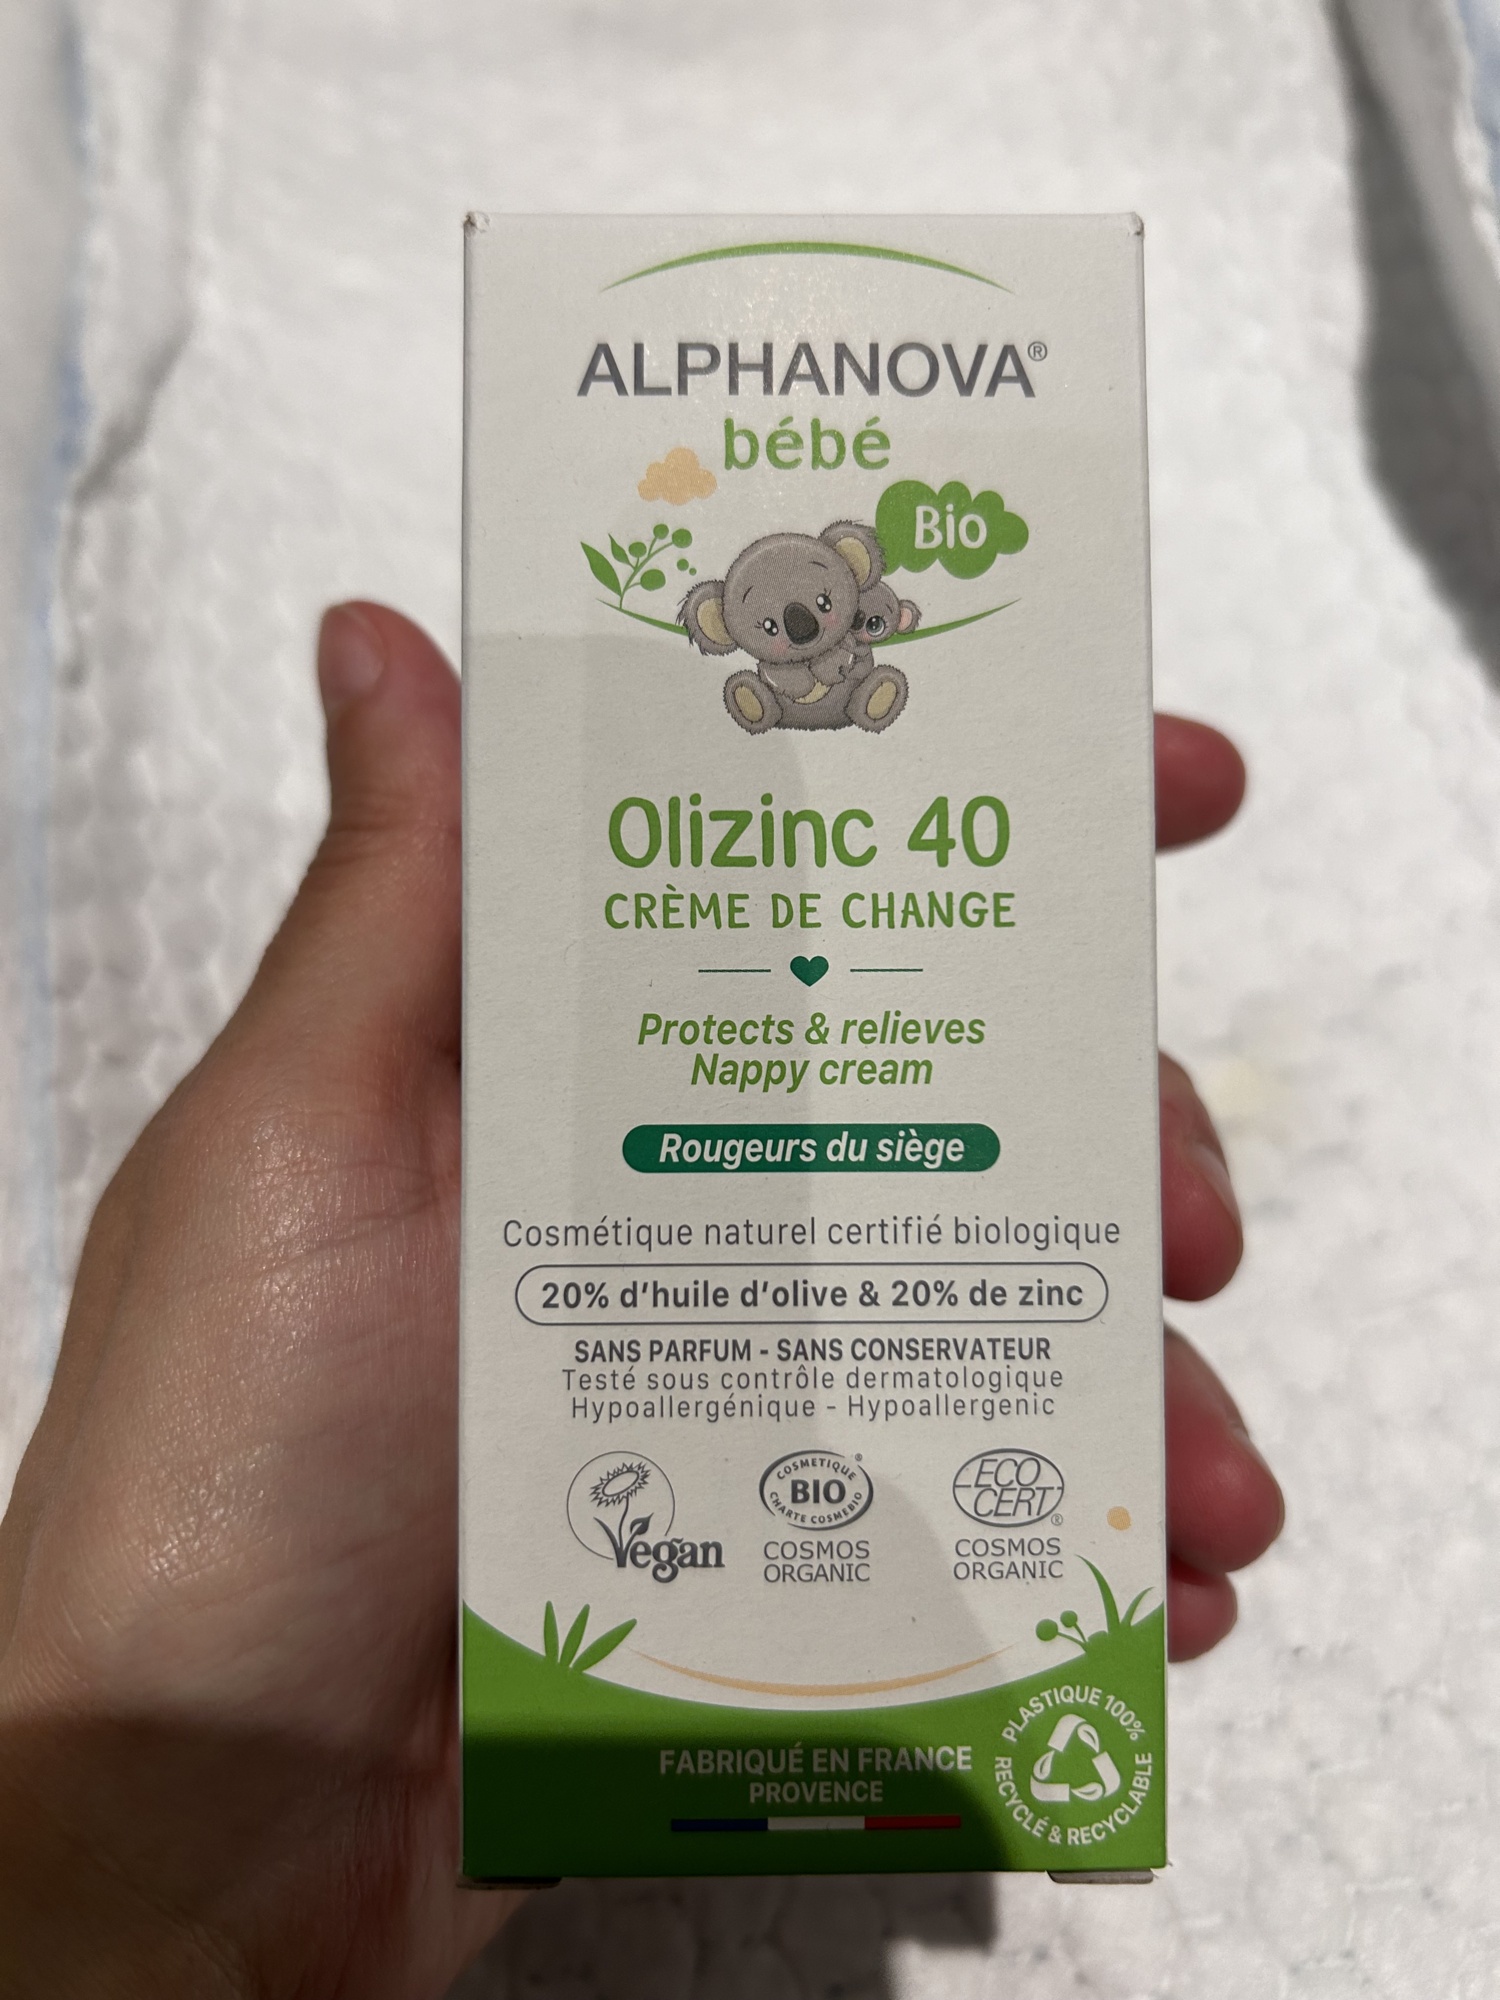 ALPHANOVA®
bébé
Bio
Olizinc 40
CRÈME DE CHANGE
Protects & relieves
Nappy cream
Rougeurs du siège
Cosmétique naturel certifié biologique
20% d'huile d'olive & 20% de zinc
SANS PARFUM - SANS CONSERVATEUR
Testé sous contrôle dermatologique
Hypoallergénique - Hypoallergenic
Vegan
COSMETIQUE ®
BIO
CHARTE COSMEBIO
COSMOS
ORGANIC
ECO
CERT®
COSMOS
ORGANIC
FABRIQUÉ EN FRANCE
PROVENCE
PLASTIQUE 100%
RECYCLÉ & RECYCLABLE